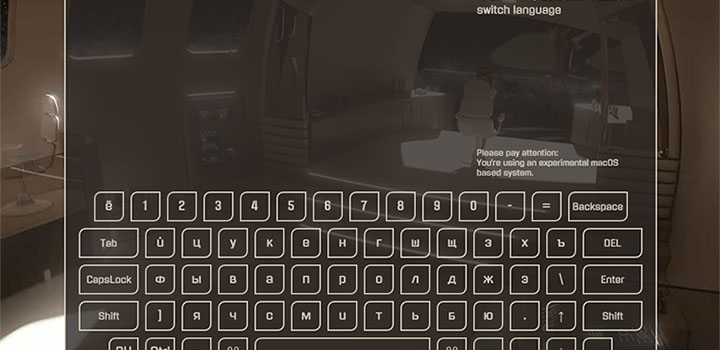 switch language
Please pay attention:
You're using an experimental macOS
based system.
ё 1 2 3 4 5 6 7 8 9 0 - = Backspace
Tab й ц у к е н г ш щ з х ъ DEL
CapsLock ф ы в а п р о л д ж э \ Enter
Shift ] я ч с м и т ь б ю . ↑ Shift